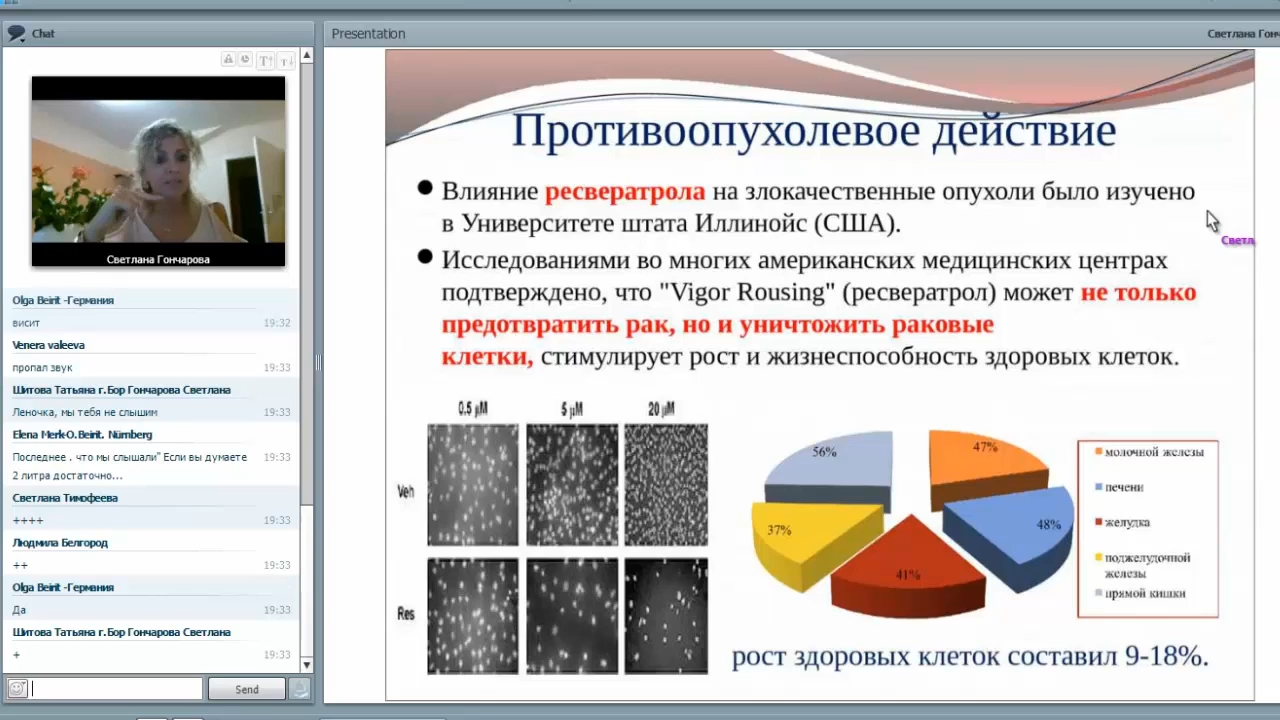 Chat
Светлана Гончарова
Olga Beirit -Германия
висит 19:32
Venera valeeva
пропал звук 19:33
Шитова Татьяна г.Бор Гончарова Светлана
Леночка, мы тебя не слышим 19:33
Elena Merk-O.Beirit. Nürnberg
Последнее . что мы слышали" Если вы думаете 19:33
2 литра достаточно...
Светлана Тимофеева
++++ 19:33
Людмила Белгород
++ 19:33
Olga Beirit -Германия
Да 19:33
Шитова Татьяна г.Бор Гончарова Светлана
+ 19:33
Send
Presentation
Светлана Гонч
Противоопухолевое действие
Влияние ресвератрола на злокачественные опухоли было изучено
в Университете штата Иллинойс (США).
Светл
Исследованиями во многих американских медицинских центрах
подтверждено, что "Vigor Rousing" (ресвератрол) может не только
предотвратить рак, но и уничтожить раковые
клетки, стимулирует рост и жизнеспособность здоровых клеток.
0.5 μM 5 μM 20 μM
Veh
Res
56%
47%
37%
48%
41%
молочной железы
печени
желудка
поджелудочной
железы
прямой кишки
рост здоровых клеток составил 9-18%.